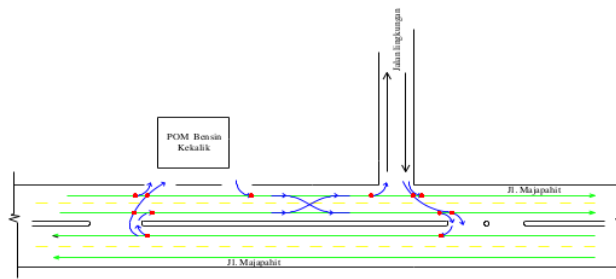 Jalan lingkungan
POM Bensin
Kekalik
Jl. Majapahit
Jl. Majapahit